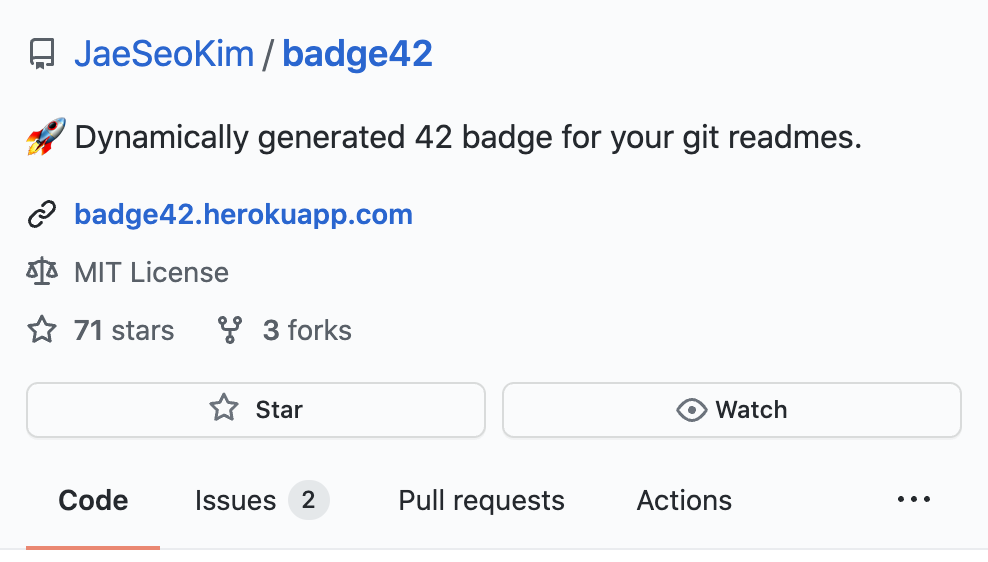 JaeSeoKim / badge42
🚀 Dynamically generated 42 badge for your git readmes.
badge42.herokuapp.com
MIT License
71 stars 3 forks
Star Watch
Code Issues 2 Pull requests Actions ...